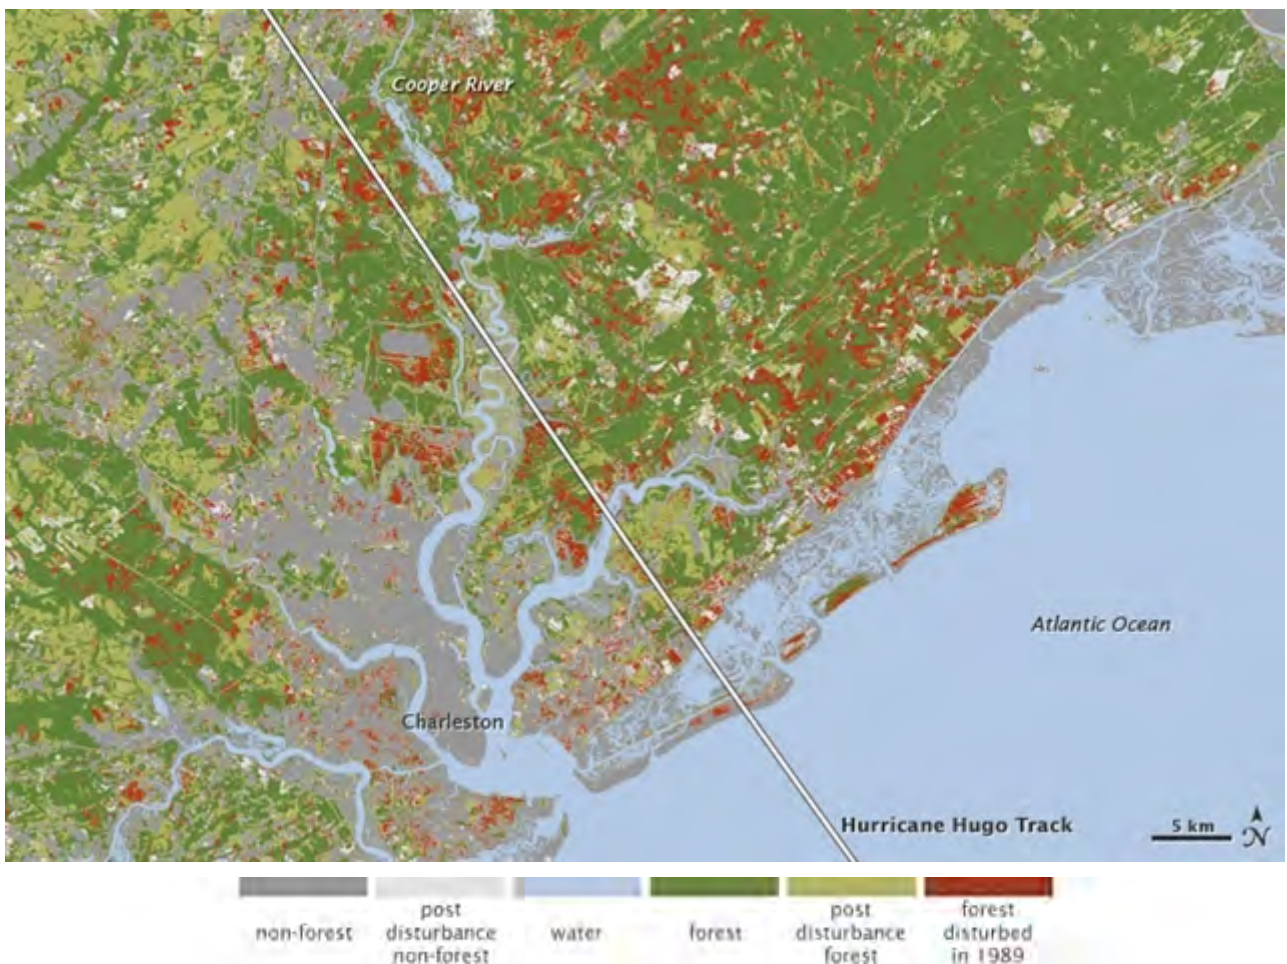 Cooper River
Atlantic Ocean
Charleston
Hurricane Hugo Track
5 km
N
non-forest
post
disturbance
non-forest
water
forest
post
disturbance
forest
forest
disturbed
in 1989